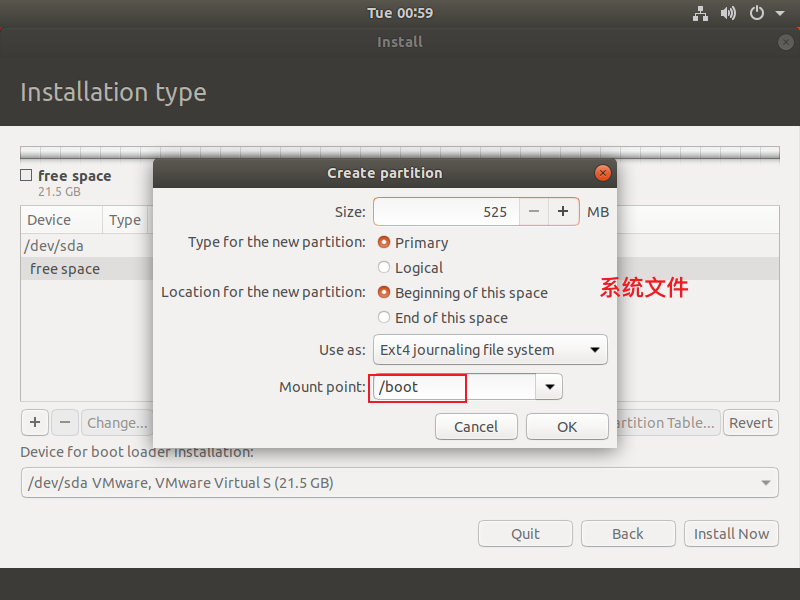 Tue 00:59
Install
Installation type
free space
21.5 GB
Device Type
/dev/sda
free space
Create partition
Size: 525 MB
Type for the new partition: Primary
Logical
Location for the new partition: Beginning of this space
End of this space
系统文件
Use as: Ext4 journaling file system
Mount point: /boot
Cancel OK
+ − Change... artition Table... Revert
Device for boot loader installation:
/dev/sda VMware, VMware Virtual S (21.5 GB)
Quit Back Install Now